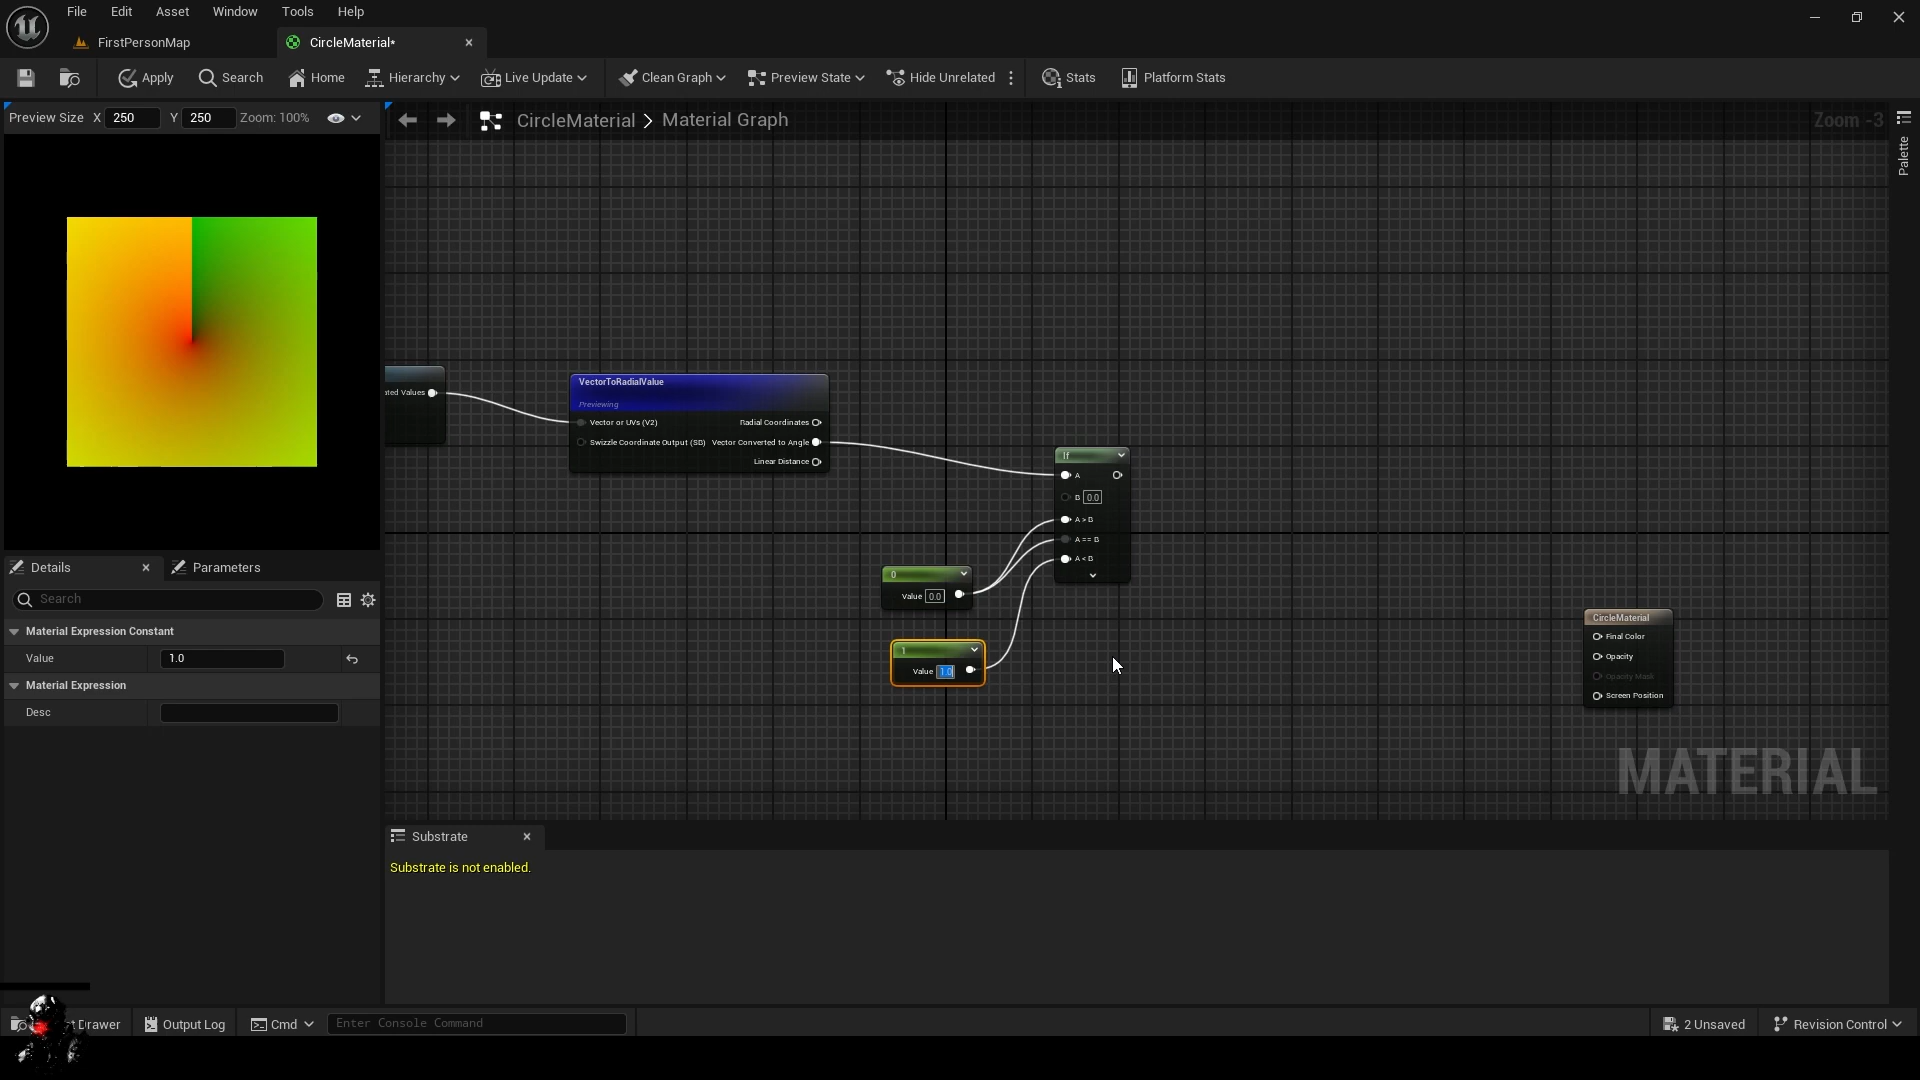 File Edit Asset Window Tools Help
FirstPersonMap CircleMaterial*
Apply Search Home Hierarchy Live Update Clean Graph Preview State Hide Unrelated Stats Platform Stats
Preview Size X 250 Y 250 Zoom: 100%
CircleMaterial > Material Graph
Zoom -3
Palette
ated Values
VectorToRadialValue
Previewing
Vector or UVs (V2) Radial Coordinates
Swizzle Coordinate Output (SB) Vector Converted to Angle
Linear Distance
If
A
B 0.0
A > B
A == B
A < B
0
Value 0.0
1
Value 1.0
CircleMaterial
Final Color
Opacity
Opacity Mask
Screen Position
MATERIAL
Details Parameters
Search
Material Expression Constant
Value 1.0
Material Expression
Desc
Substrate
Substrate is not enabled.
t Drawer Output Log Cmd Enter Console Command 2 Unsaved Revision Control